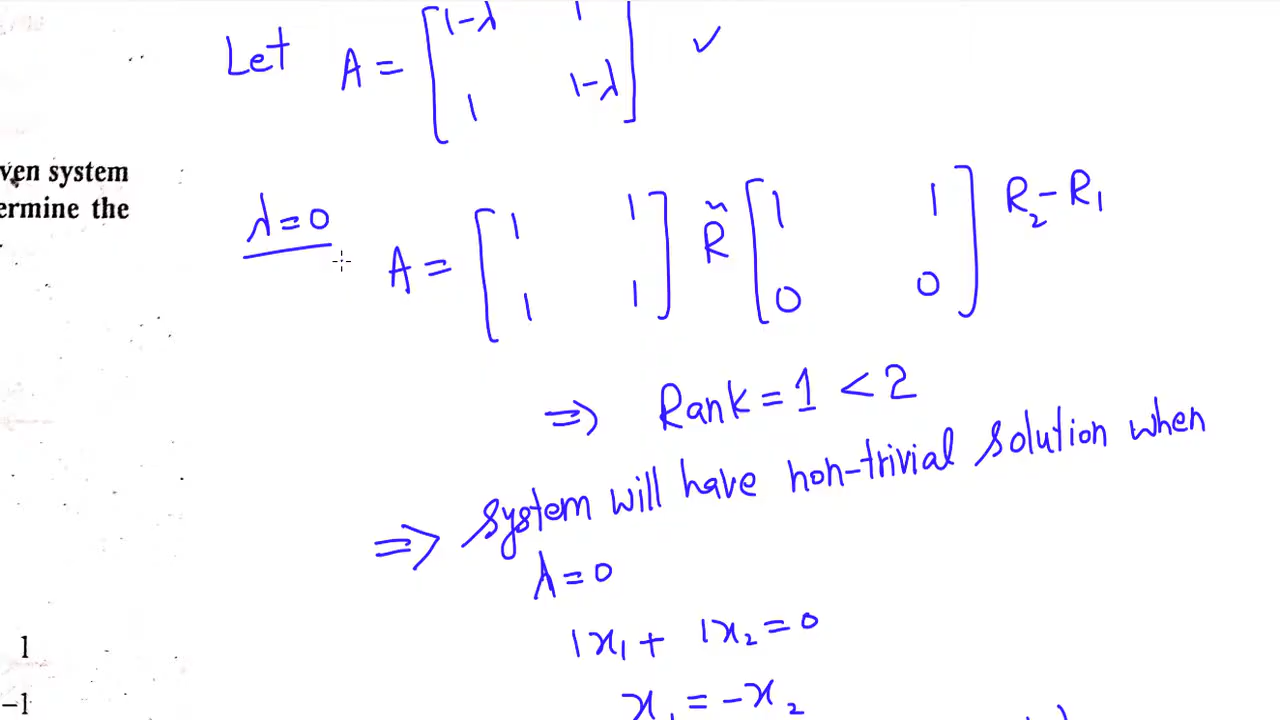 Let A = [1-λ 1
1 1-λ] ✓
ven system
ermine the
λ=0 A = [1 1 R̃ [1 1 R₂-R₁
1 1] 0 0]
⇒ Rank = 1 < 2
⇒ system will have non-trivial solution when
λ=0
1x₁ + 1x₂ = 0
1
x₁ = -x₂
-1